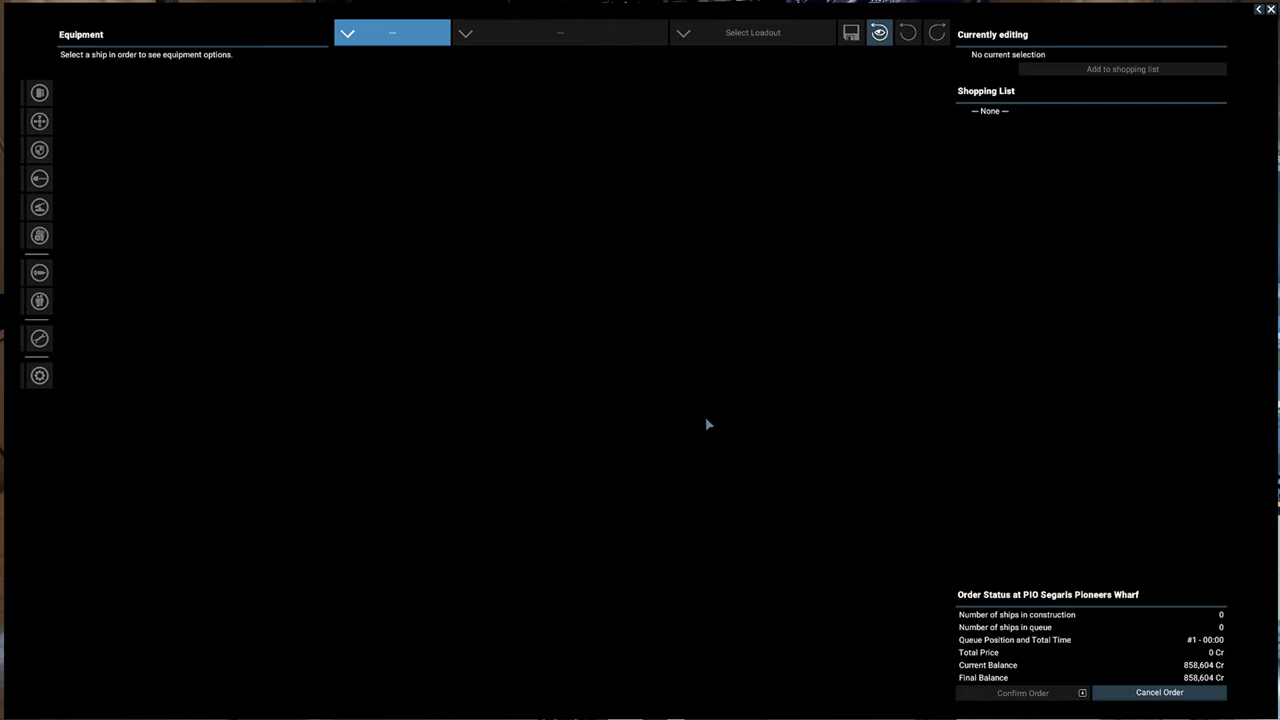 Equipment
Select a ship in order to see equipment options.
---
---
Select Loadout
Currently editing
No current selection
Add to shopping list
Shopping List
--- None ---
Order Status at PIO Segaris Pioneers Wharf
Number of ships in construction 0
Number of ships in queue 0
Queue Position and Total Time #1 - 00:00
Total Price 0 Cr
Current Balance 858,604 Cr
Final Balance 858,604 Cr
Confirm Order
Cancel Order